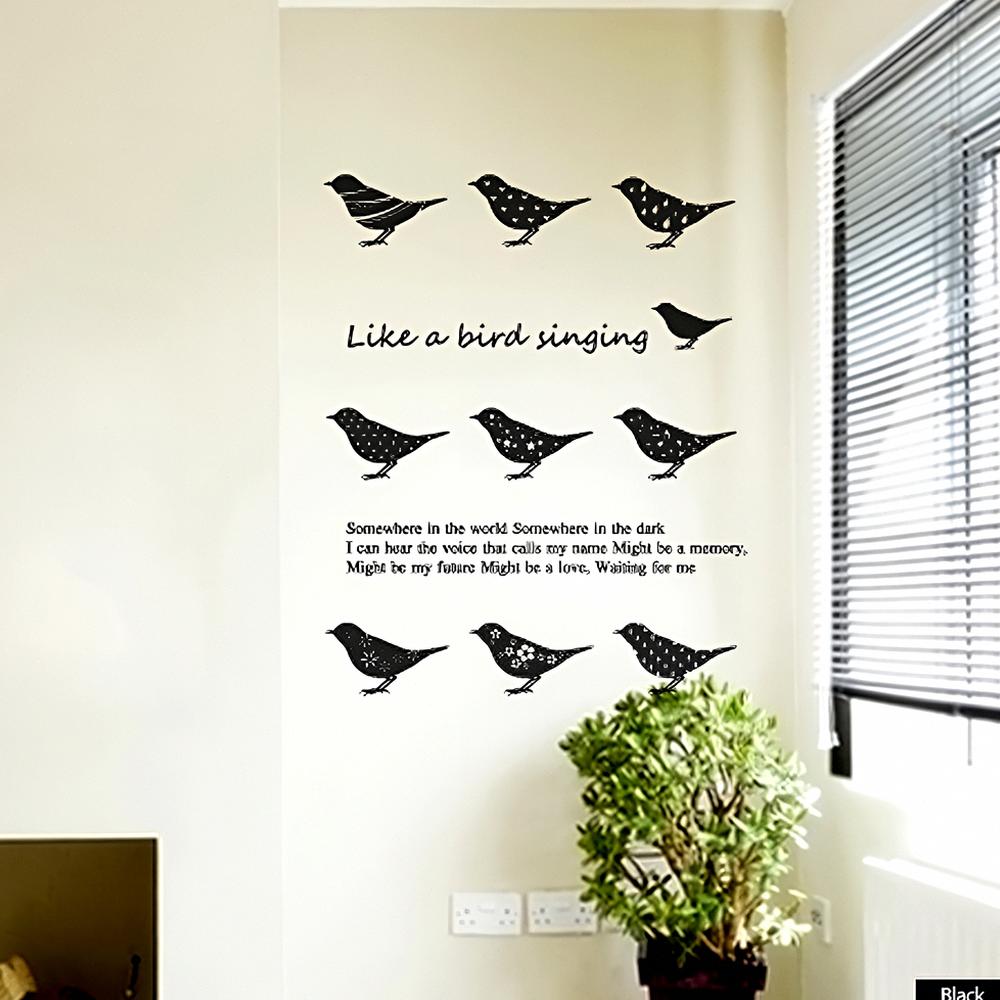 Like a bird singing
Somewhere in the world Somewhere in the dark
I can hear the voice that calls my name Might be a memory,
Might be my future Might be a love, Waiting for me
Black